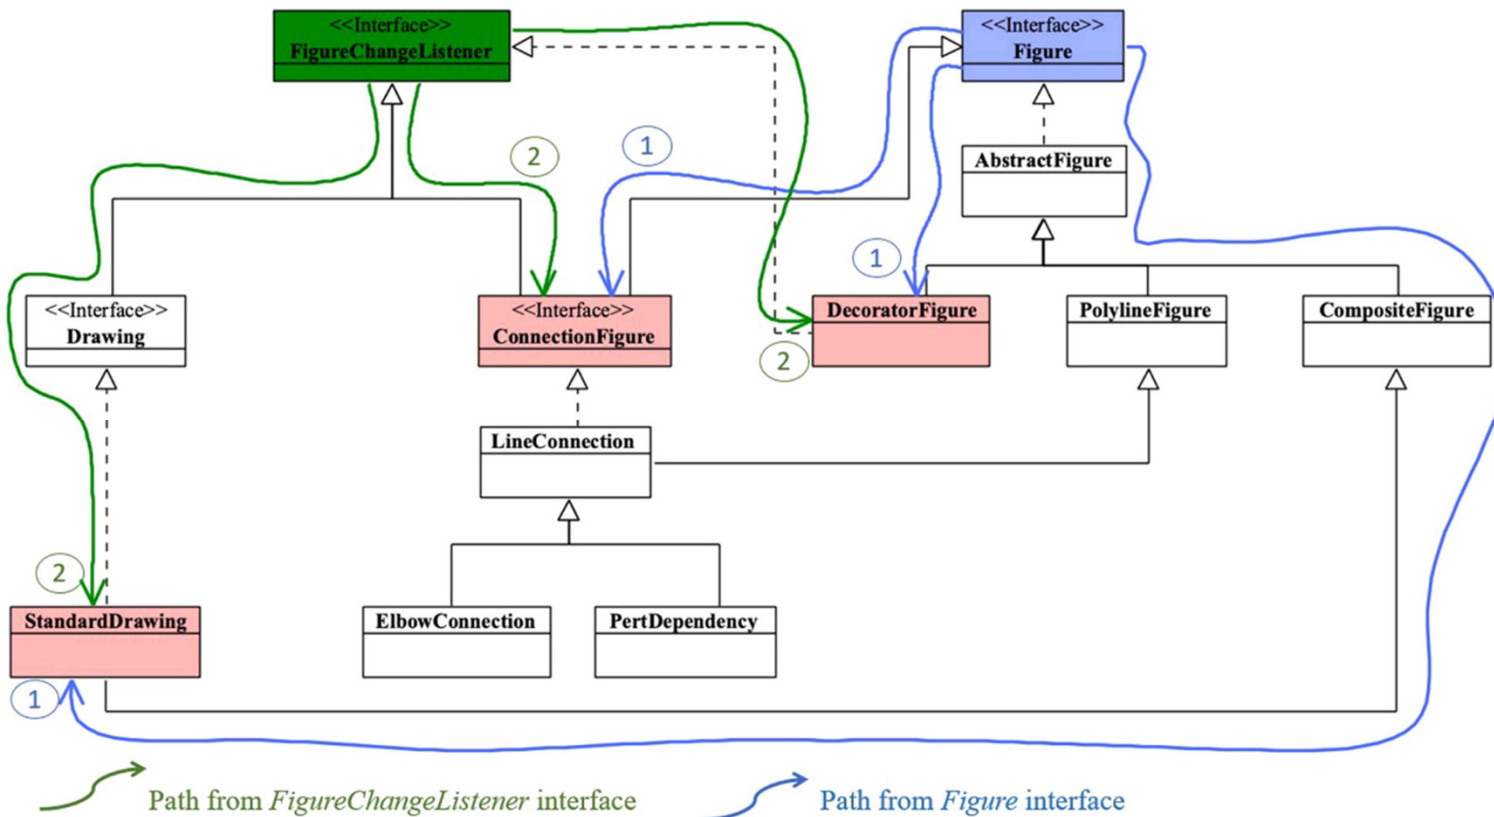 <<Interface>>
FigureChangeListener
<<Interface>>
Figure
2
1
AbstractFigure
1
<<Interface>>
Drawing
<<Interface>>
ConnectionFigure
DecoratorFigure
PolylineFigure
CompositeFigure
2
LineConnection
2
StandardDrawing
ElbowConnection
PertDependency
1
Path from FigureChangeListener interface
Path from Figure interface